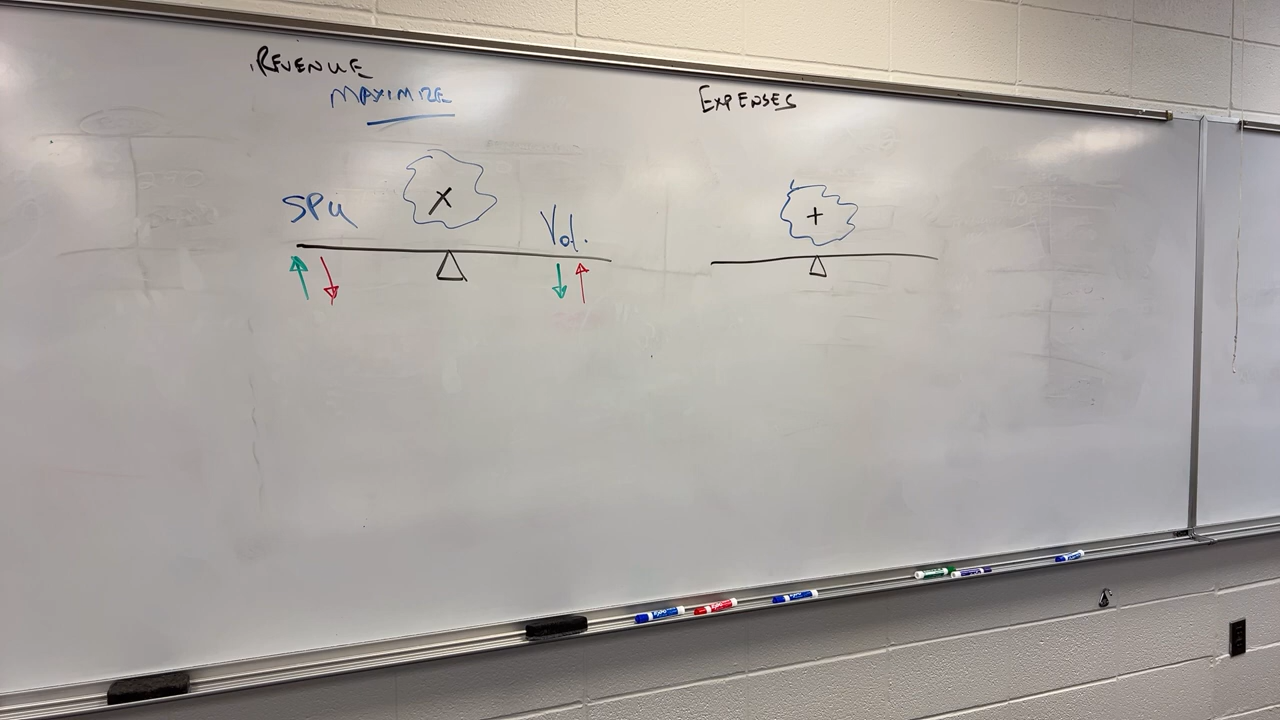 REVENUE
MAXIMIZE
EXPENSES
SPU
X
Vol.
+